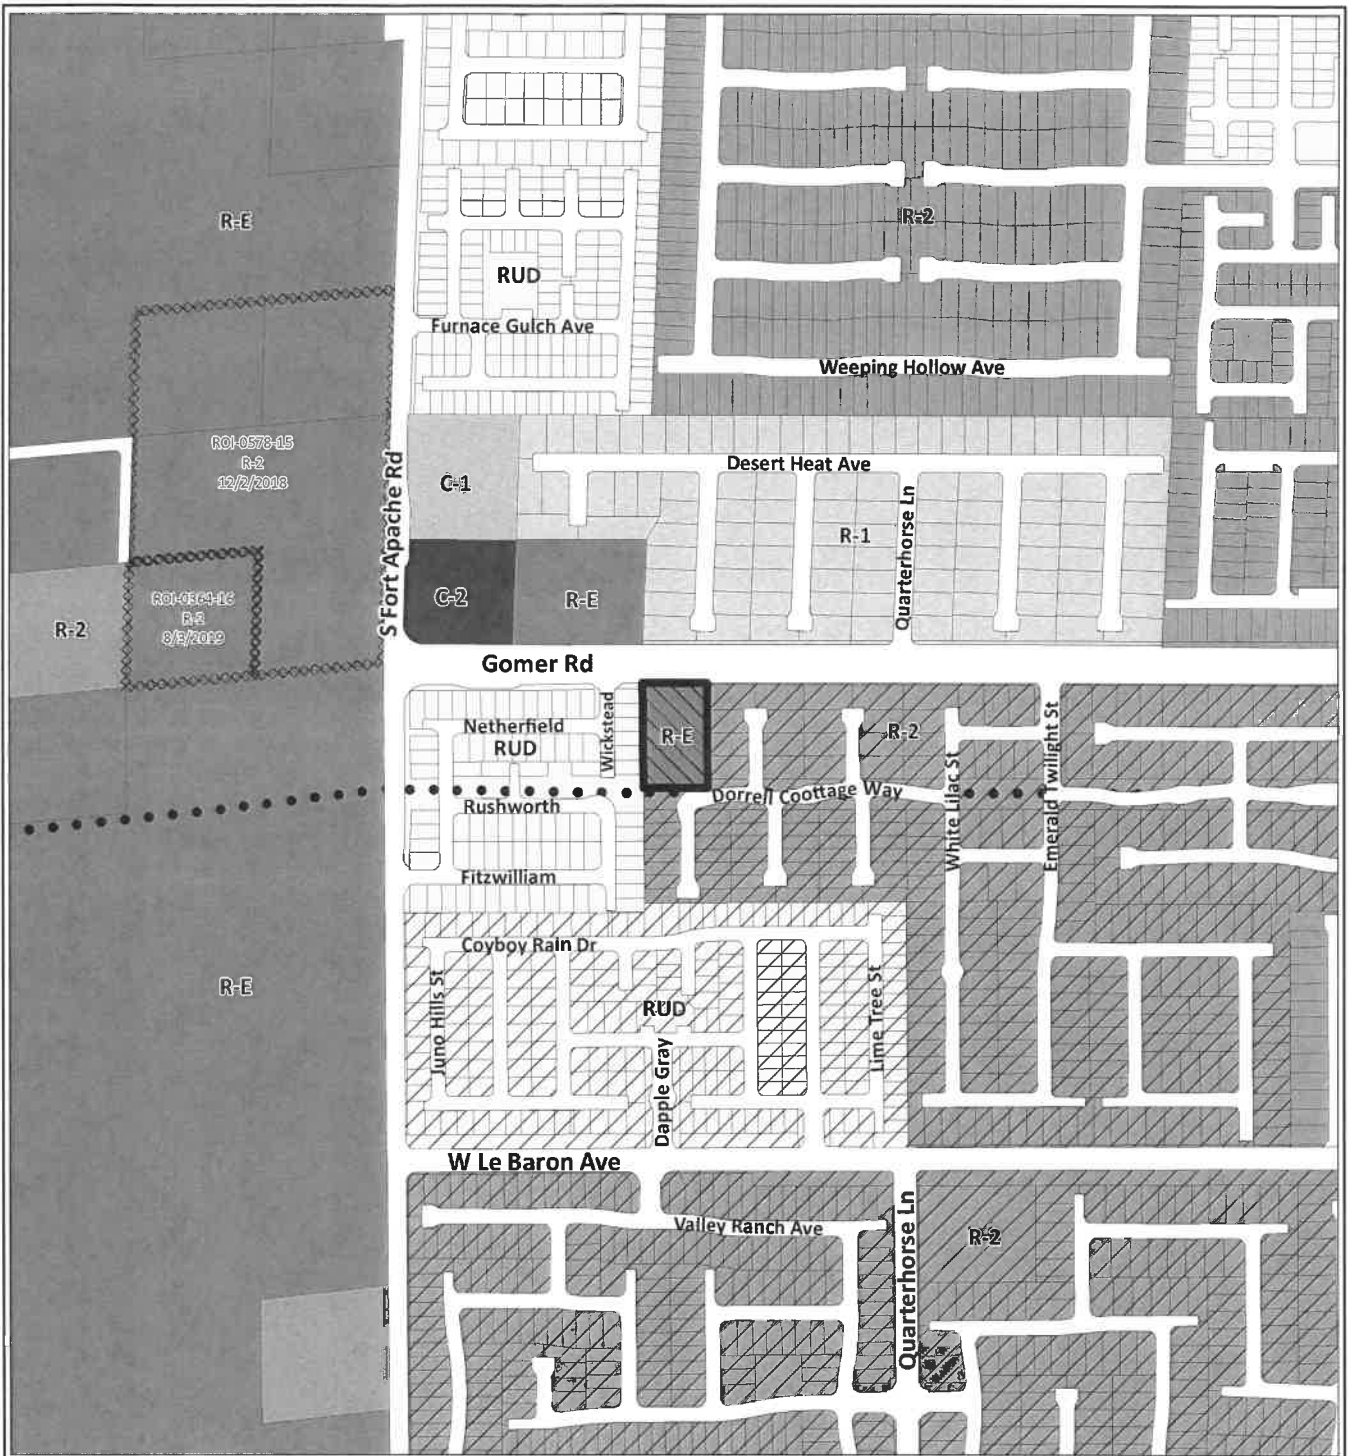 R-E
R-2
RUD
Furnace Gulch Ave
Weeping Hollow Ave
ROI-0578-15
R-2
12/2/2018
S Fort Apache Rd
C-1
Desert Heat Ave
Quarterhorse Ln
R-1
C-2
R-E
ROI-0364-16
R-2
8/3/2019
R-2
Gomer Rd
Netherfield
RUD
Wickstead
R-E
R-2
White Lilac St
Emerald Twilight St
Dorrell Coottage Way
Rushworth
Fitzwilliam
Coyboy Rain Dr
R-E
Juno Hills St
RUD
Lime Tree St
Dapple Gray
W Le Baron Ave
Valley Ranch Ave
Quarterhorse Ln
R-2